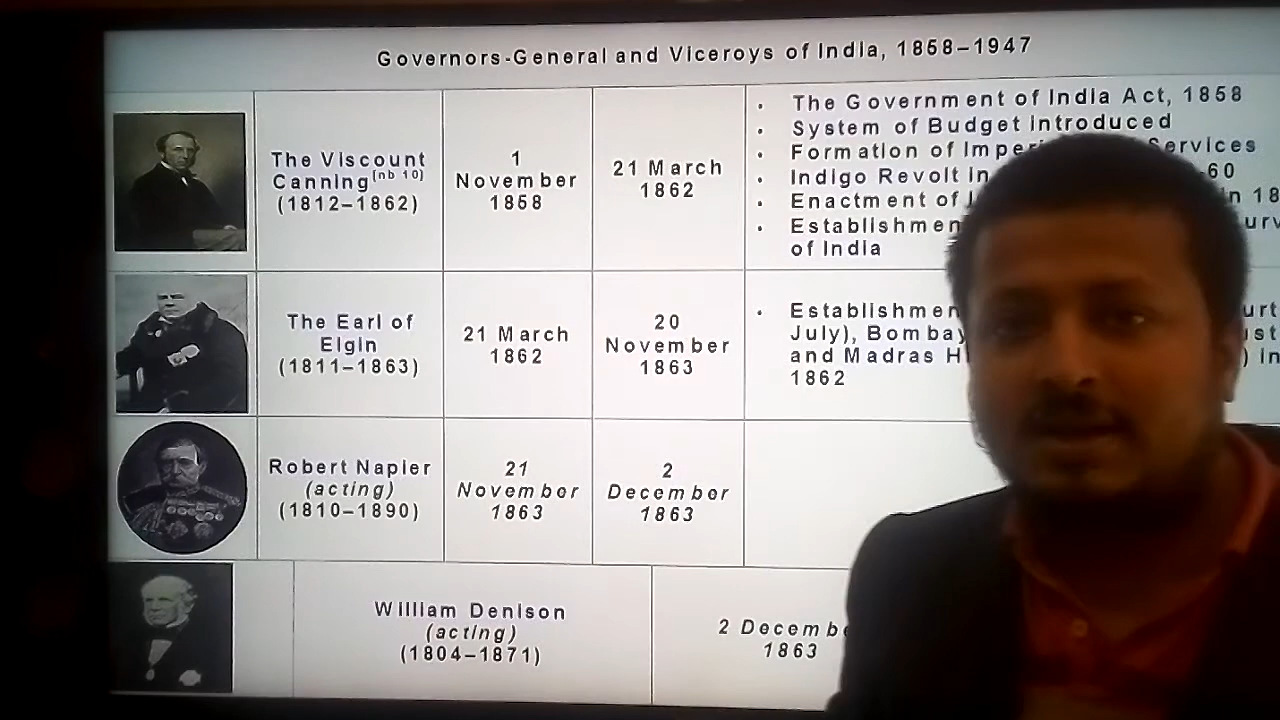 Governors-General and Viceroys of India, 1858–1947
The Viscount
Canning[nb 10]
(1812–1862)
1
November
1858
21 March
1862
• The Government of India Act, 1858
• System of Budget introduced
• Formation of Services
• Indigo Revolt in 60
• Enactment of in 18
• Establishmen
of India
The Earl of
Elgin
(1811–1863)
21 March
1862
20
November
1863
• Establishmen
July), Bombay
and Madras H ) in
1862
Robert Napier
(acting)
(1810–1890)
21
November
1863
2
December
1863
William Denison
(acting)
(1804–1871)
2 Decemb
1863